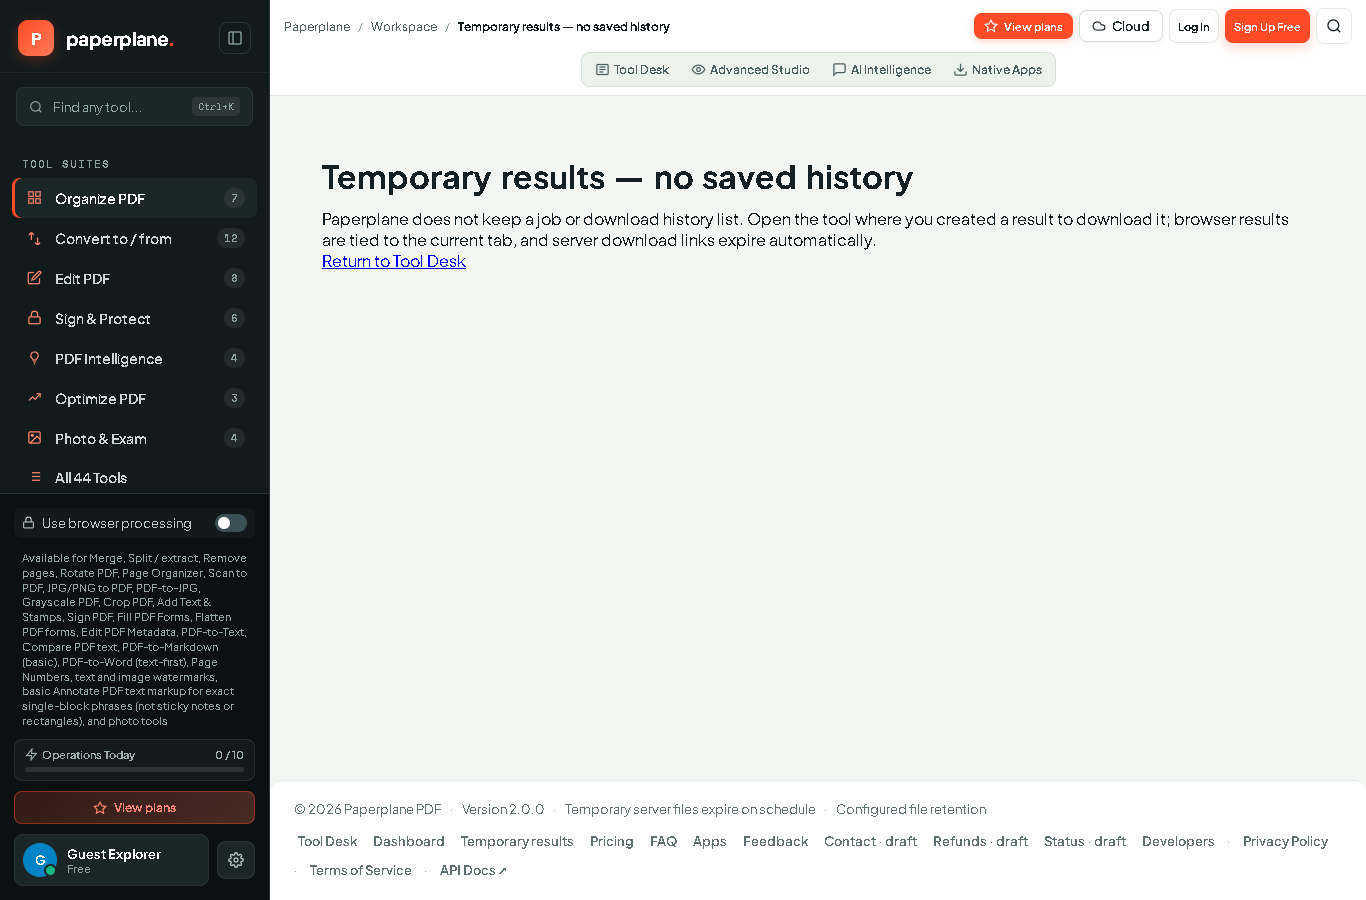 P paperplane.
Find any tool... Ctrl+K
TOOL SUITES
Organize PDF 7
Convert to / from 12
Edit PDF 8
Sign & Protect 6
PDF Intelligence 4
Optimize PDF 3
Photo & Exam 4
All 44 Tools
Use browser processing
Available for Merge, Split / extract, Remove
pages, Rotate PDF, Page Organizer, Scan to
PDF, JPG/PNG to PDF, PDF-to-JPG,
Grayscale PDF, Crop PDF, Add Text &
Stamps, Sign PDF, Fill PDF Forms, Flatten
PDF forms, Edit PDF Metadata, PDF-to-Text,
Compare PDF text, PDF-to-Markdown
(basic), PDF-to-Word (text-first), Page
Numbers, text and image watermarks,
basic Annotate PDF text markup for exact
single-block phrases (not sticky notes or
rectangles), and photo tools
Operations Today 0 / 10
View plans
G Guest Explorer
Free
Paperplane / Workspace / Temporary results — no saved history
View plans Cloud Log In Sign Up Free
Tool Desk Advanced Studio AI Intelligence Native Apps
Temporary results — no saved history
Paperplane does not keep a job or download history list. Open the tool where you created a result to download it; browser results
are tied to the current tab, and server download links expire automatically.
Return to Tool Desk
© 2026 Paperplane PDF · Version 2.0.0 · Temporary server files expire on schedule · Configured file retention
Tool Desk Dashboard Temporary results Pricing FAQ Apps Feedback Contact · draft Refunds · draft Status · draft Developers · Privacy Policy
· Terms of Service · API Docs ↗